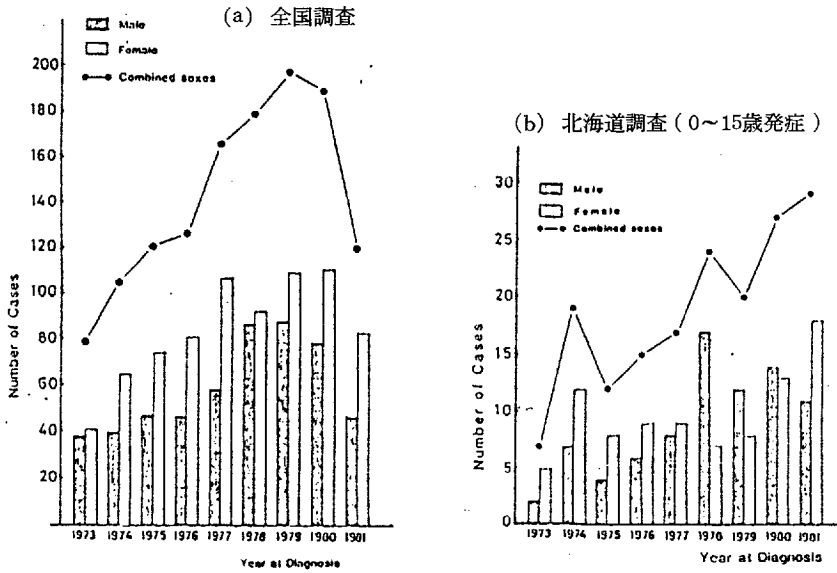 (a) 全国調査
Male
Female
Combined sexes
200
180
160
140
120
100
80
60
40
20
Number of Cases
1973 1974 1975 1976 1977 1978 1979 1900 1901
Year at Diagnosis
(b) 北海道調査(0〜15歳発症)
Male
Female
Combined sexes
30
25
20
15
10
5
0
Number of Cases
1973 1974 1975 1976 1977 1978 1979 1900 1981
Year at Diagnosis